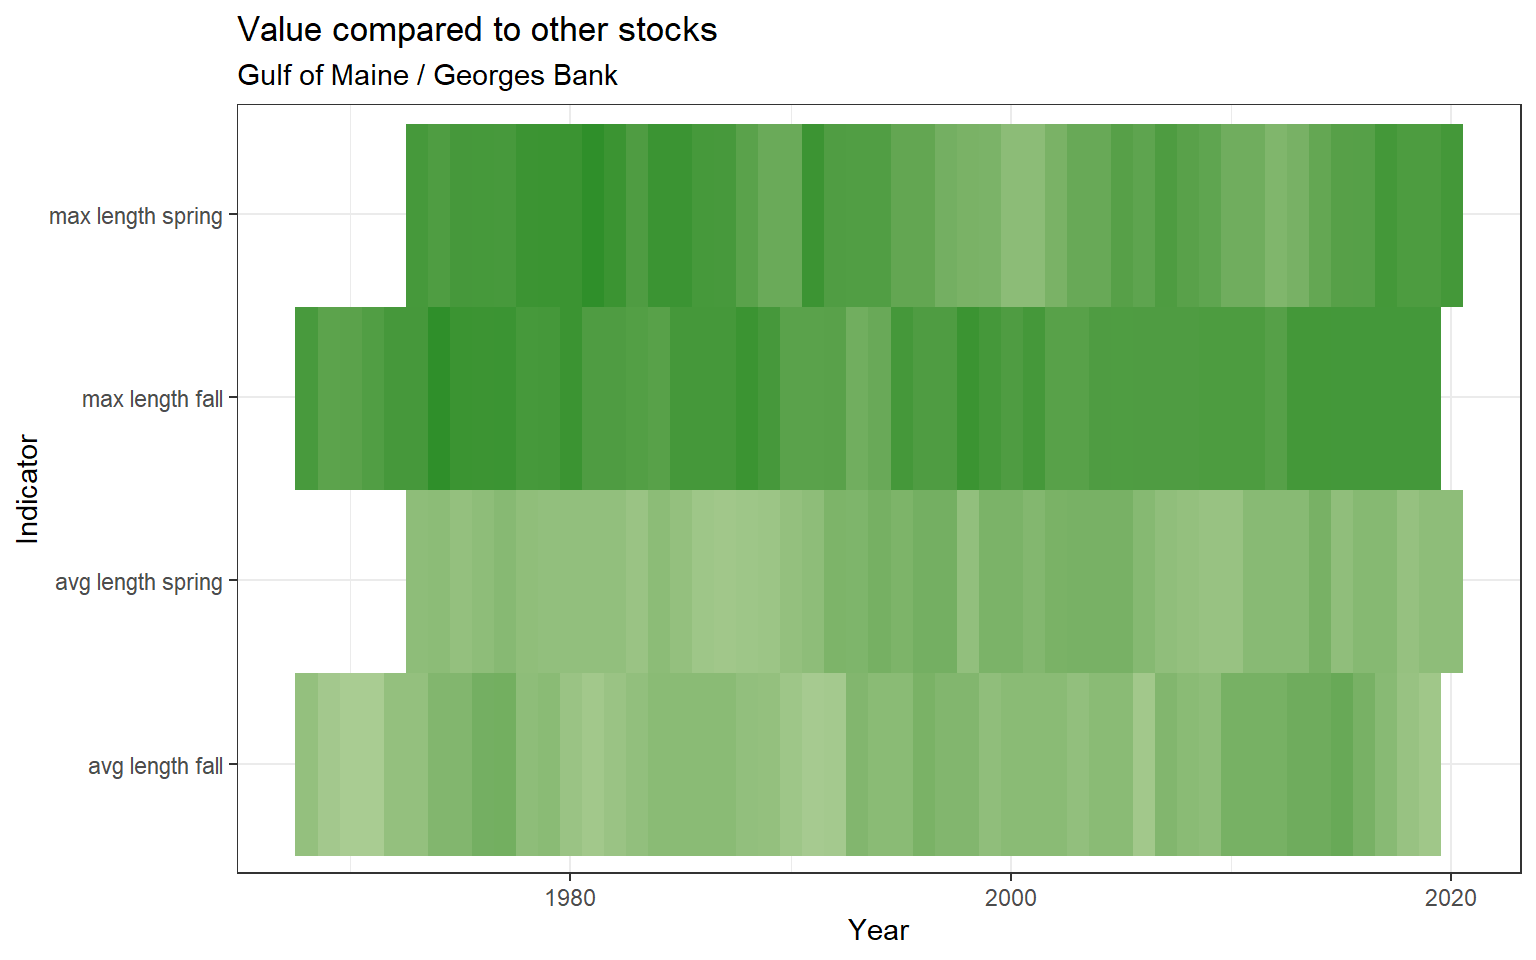 Value compared to other stocks
Gulf of Maine / Georges Bank
Indicator
max length spring
max length fall
avg length spring
avg length fall
1980
2000
2020
Year